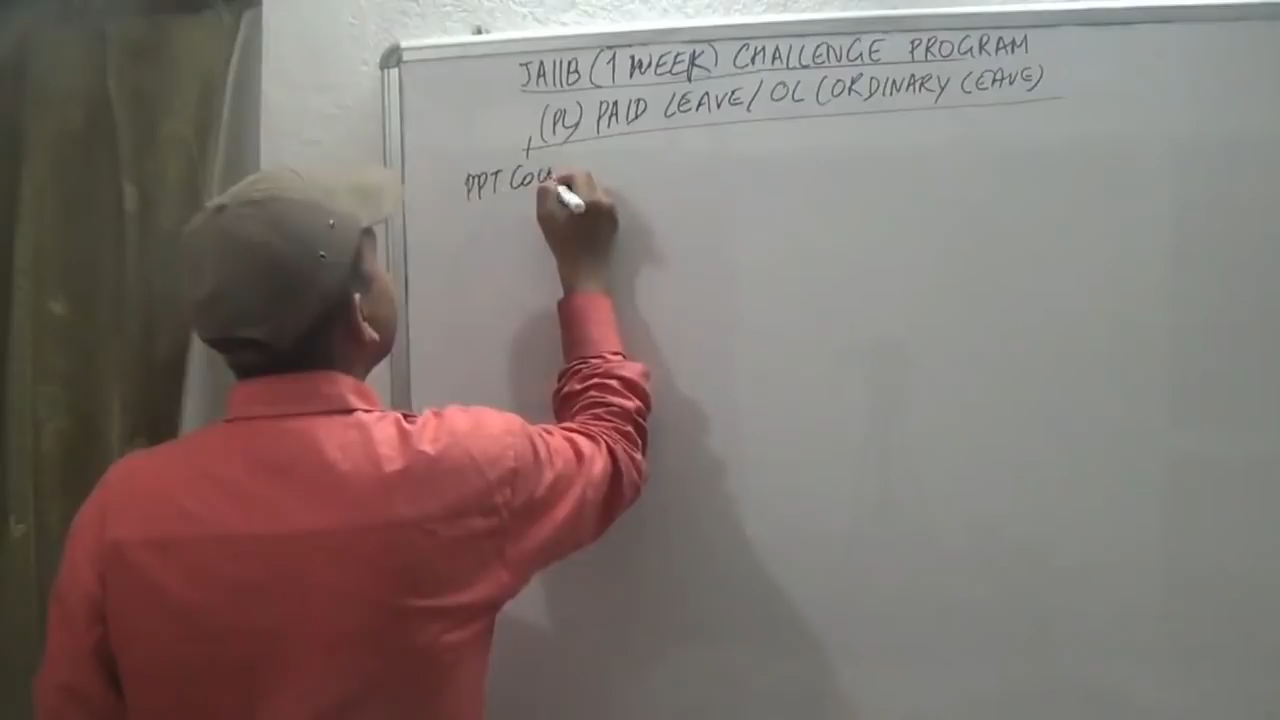 JAIIB (1 WEEK) CHALLENGE PROGRAM
(PL) PAID LEAVE/ OL (ORDINARY LEAVE)
PPT Cou